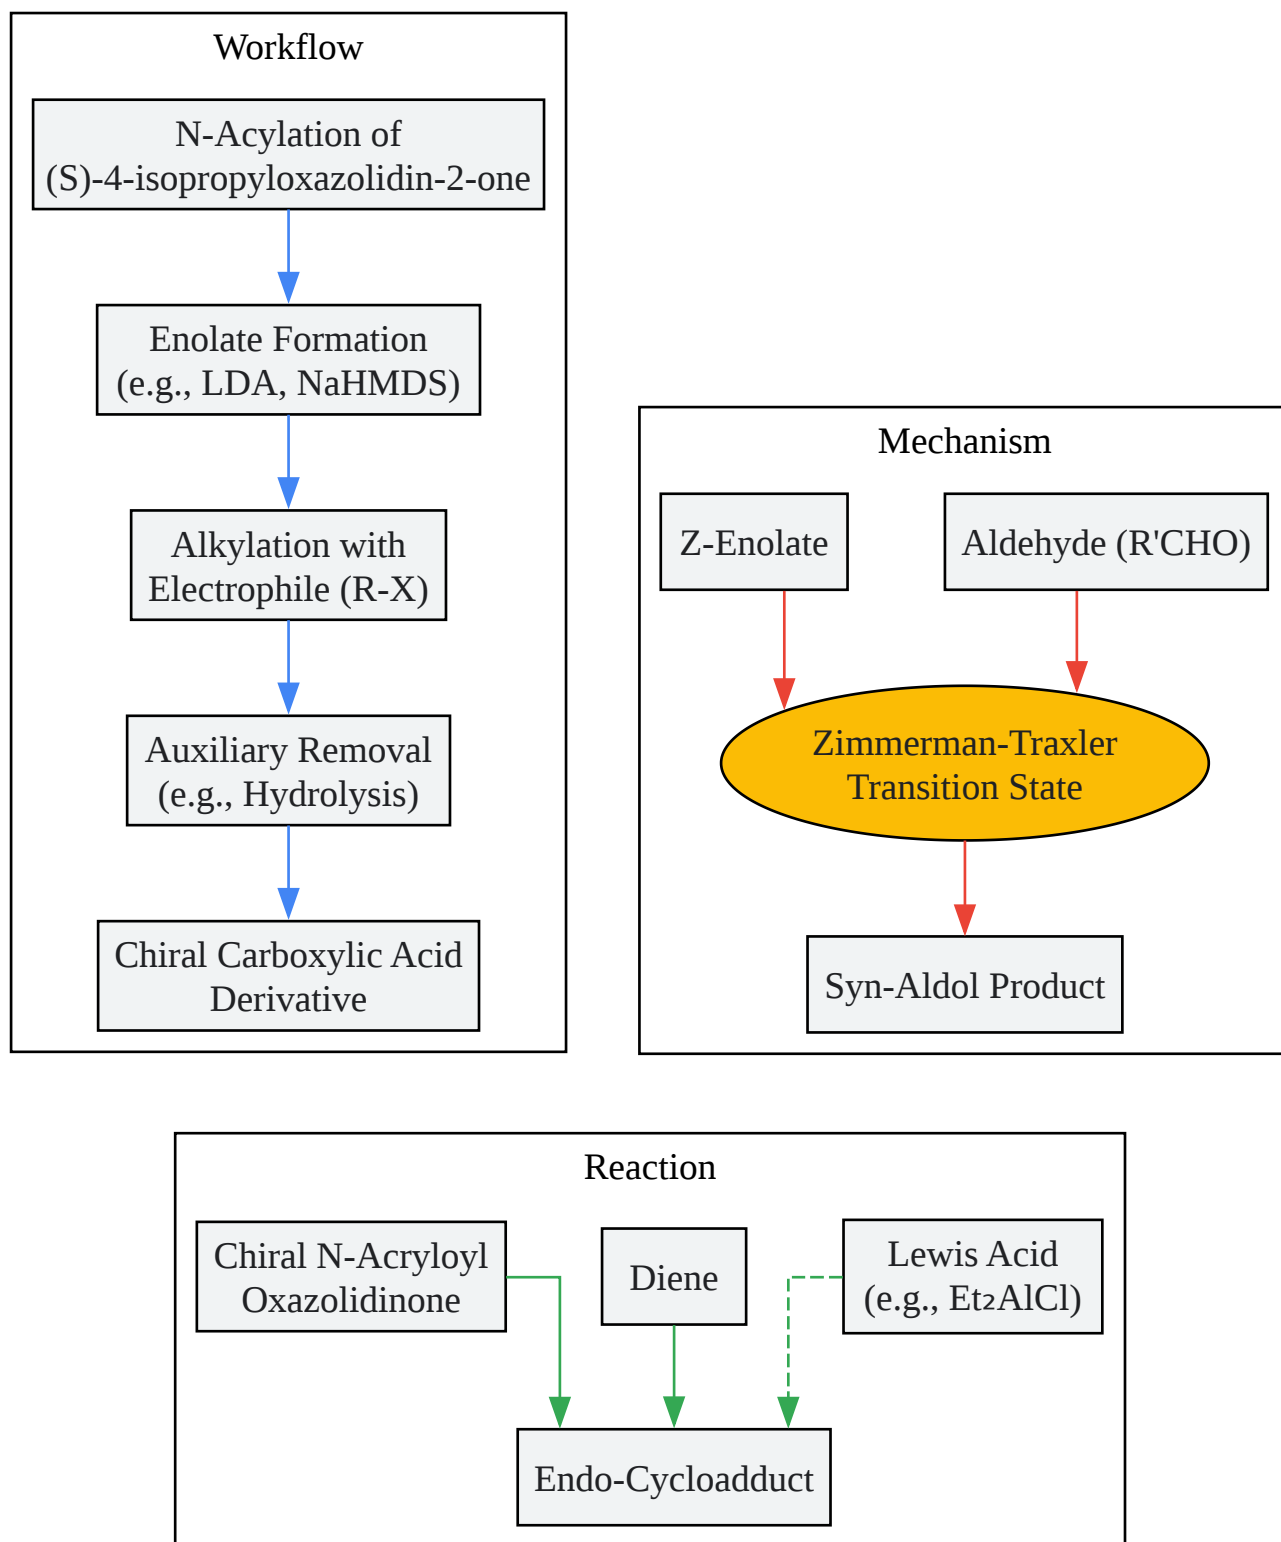 Workflow
N-Acylation of
(S)-4-isopropyloxazolidin-2-one
Enolate Formation
(e.g., LDA, NaHMDS)
Alkylation with
Electrophile (R-X)
Auxiliary Removal
(e.g., Hydrolysis)
Chiral Carboxylic Acid
Derivative
Mechanism
Z-Enolate
Aldehyde (R'CHO)
Zimmerman-Traxler
Transition State
Syn-Aldol Product
Reaction
Chiral N-Acryloyl
Oxazolidinone
Diene
Lewis Acid
(e.g., Et₂AlCl)
Endo-Cycloadduct